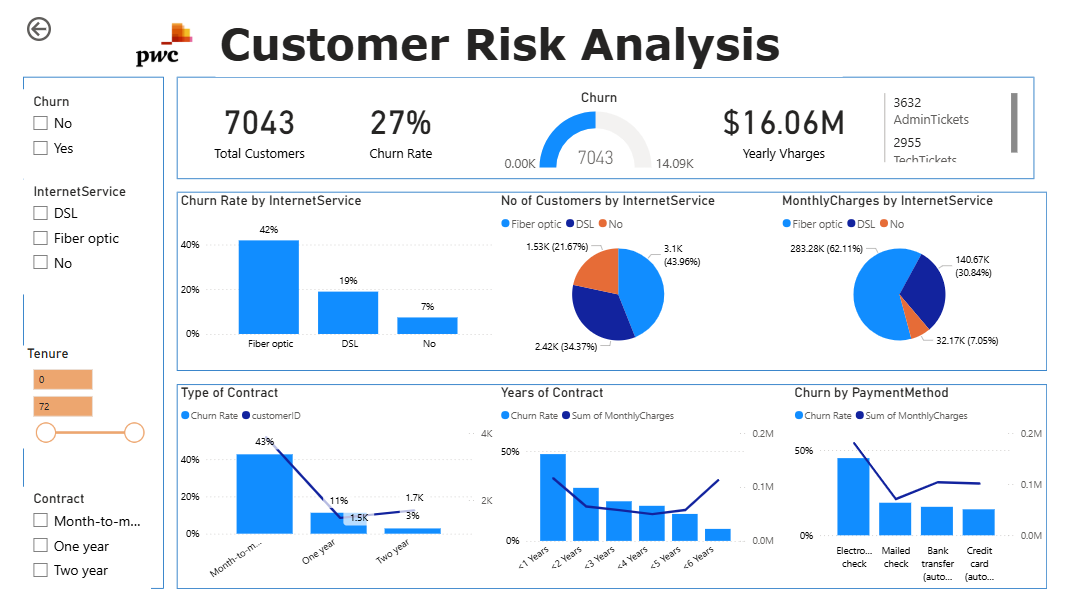 pwc
Customer Risk Analysis
Churn
No
Yes
InternetService
DSL
Fiber optic
No
Tenure
0
72
Contract
Month-to-m...
One year
Two year
7043
Total Customers
27%
Churn Rate
Churn
0.00K
7043
14.09K
$16.06M
Yearly Vharges
3632
AdminTickets
2955
TechTickets
Churn Rate by InternetService
40%
20%
0%
42%
19%
7%
Fiber optic
DSL
No
No of Customers by InternetService
Fiber optic DSL No
1.53K (21.67%)
3.1K
(43.96%)
2.42K (34.37%)
MonthlyCharges by InternetService
Fiber optic DSL No
283.28K (62.11%)
140.67K
(30.84%)
32.17K (7.05%)
Type of Contract
Churn Rate customerID
40%
20%
0%
43%
11%
1.5K
1.7K
3%
4K
2K
Month-to-m...
One year
Two year
Years of Contract
Churn Rate Sum of MonthlyCharges
50%
0%
0.2M
0.1M
0.0M
<1 Years
<2 Years
<3 Years
<4 Years
<5 Years
<6 Years
Churn by PaymentMethod
Churn Rate Sum of MonthlyCharges
50%
0%
0.2M
0.1M
0.0M
Electro...
check
Mailed
check
Bank
transfer
(auto...
Credit
card
(auto...